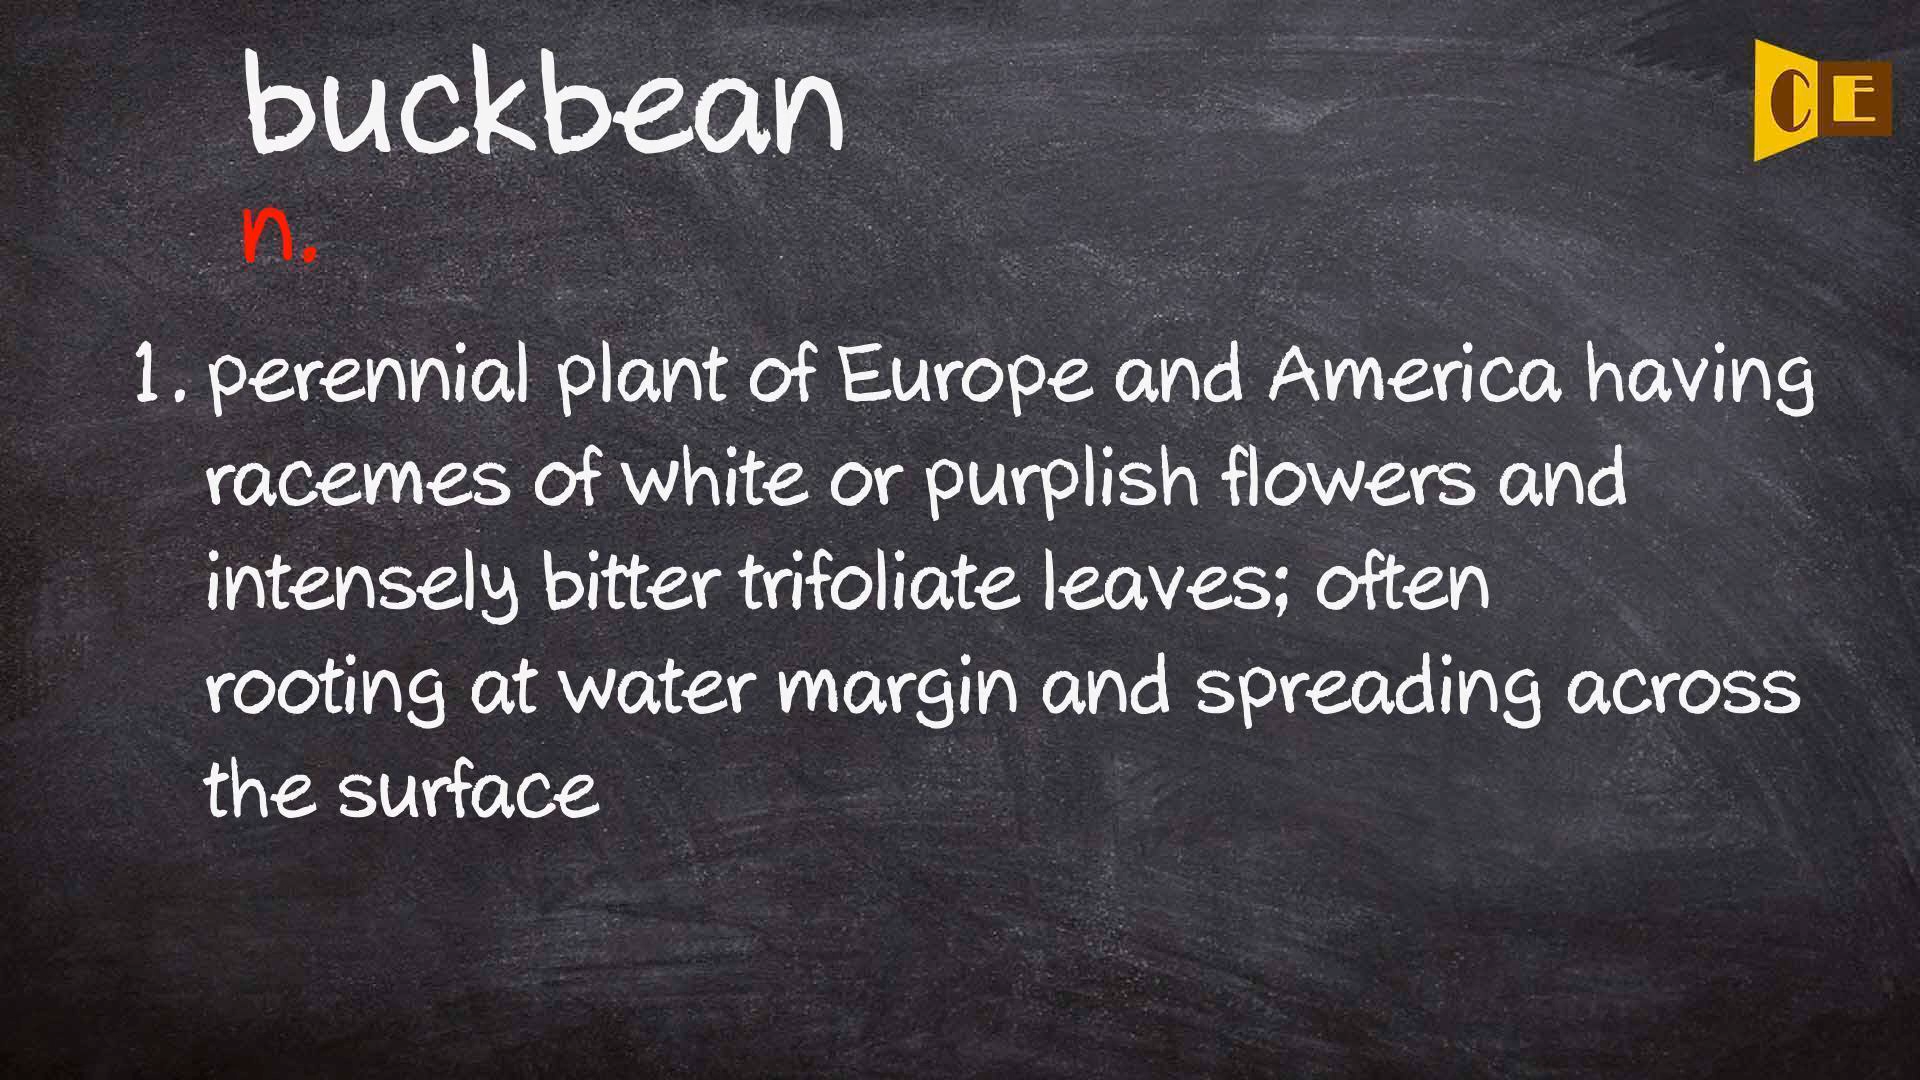 buckbean
CE
n.
1. perennial plant of Europe and America having
racemes of white or purplish flowers and
intensely bitter trifoliate leaves; often
rooting at water margin and spreading across
the surface